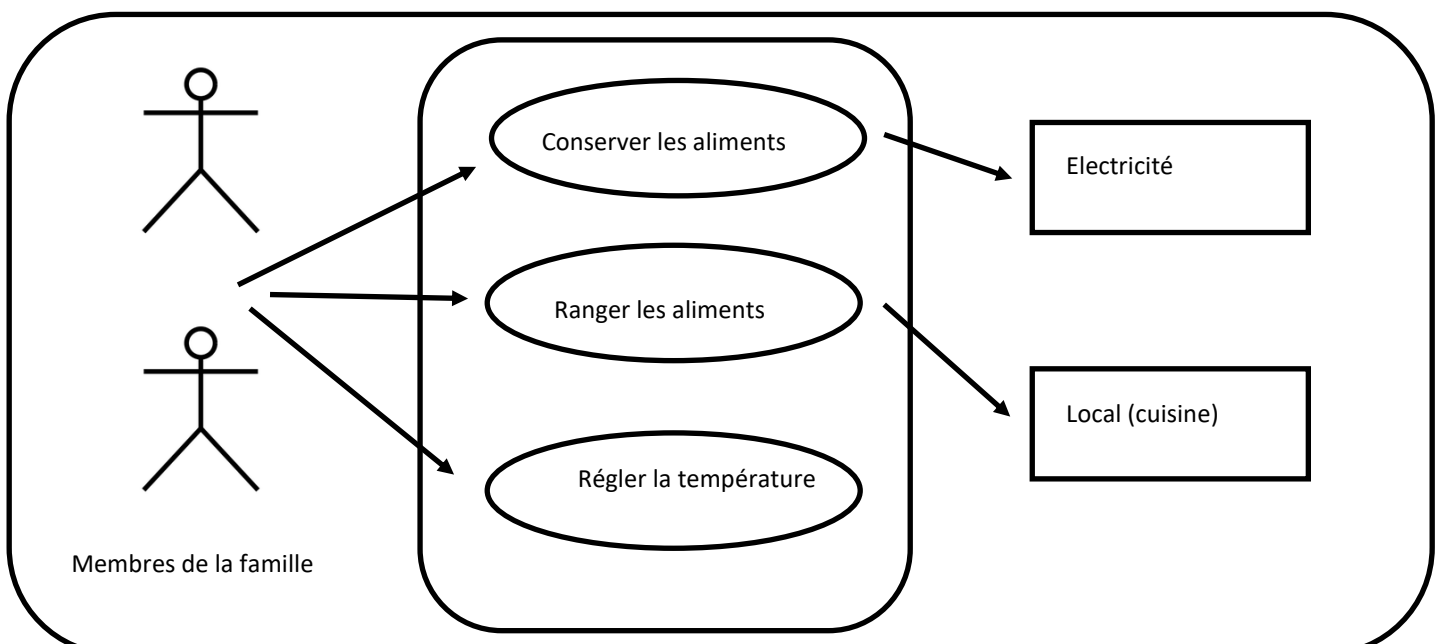 Conserver les aliments
Electricité
Ranger les aliments
Local (cuisine)
Régler la température
Membres de la famille